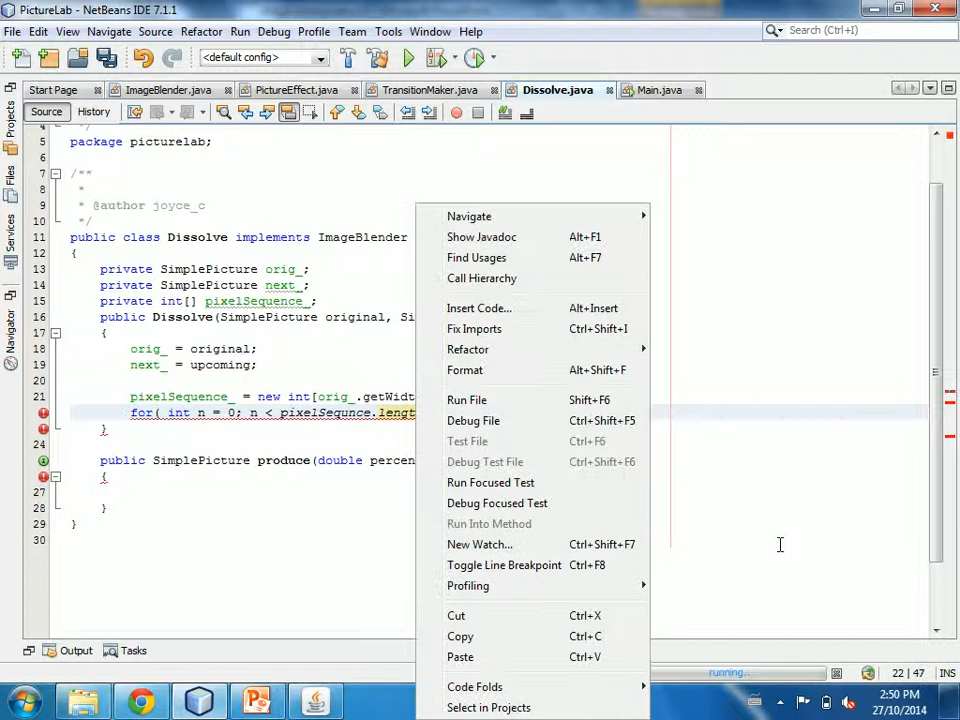 PictureLab - NetBeans IDE 7.1.1
File Edit View Navigate Source Refactor Run Debug Profile Team Tools Window Help
<default config>
Search (Ctrl+I)
Start Page ImageBlender.java PictureEffect.java TransitionMaker.java Dissolve.java Main.java
Source History
Projects
Files
Services
Navigator
4 */
5 package picturelab;
6
7 /**
8 *
9 * @author joyce_c
10 */
11 public class Dissolve implements ImageBlender
12 {
13 private SimplePicture orig_;
14 private SimplePicture next_;
15 private int[] pixelSequence_;
16 public Dissolve(SimplePicture original, Si
17 {
18 orig_ = original;
19 next_ = upcoming;
20
21 pixelSequence_ = new int[orig_.getWidt
for( int n = 0; n < pixelSequnce.length
}
24
public SimplePicture produce(double percen
{
27
28 }
29 }
30
Navigate
Show Javadoc Alt+F1
Find Usages Alt+F7
Call Hierarchy
Insert Code... Alt+Insert
Fix Imports Ctrl+Shift+I
Refactor
Format Alt+Shift+F
Run File Shift+F6
Debug File Ctrl+Shift+F5
Test File Ctrl+F6
Debug Test File Ctrl+Shift+F6
Run Focused Test
Debug Focused Test
Run Into Method
New Watch... Ctrl+Shift+F7
Toggle Line Breakpoint Ctrl+F8
Profiling
Cut Ctrl+X
Copy Ctrl+C
Paste Ctrl+V
Code Folds
Select in Projects
Output Tasks
running... 22 | 47 INS
2:50 PM
27/10/2014